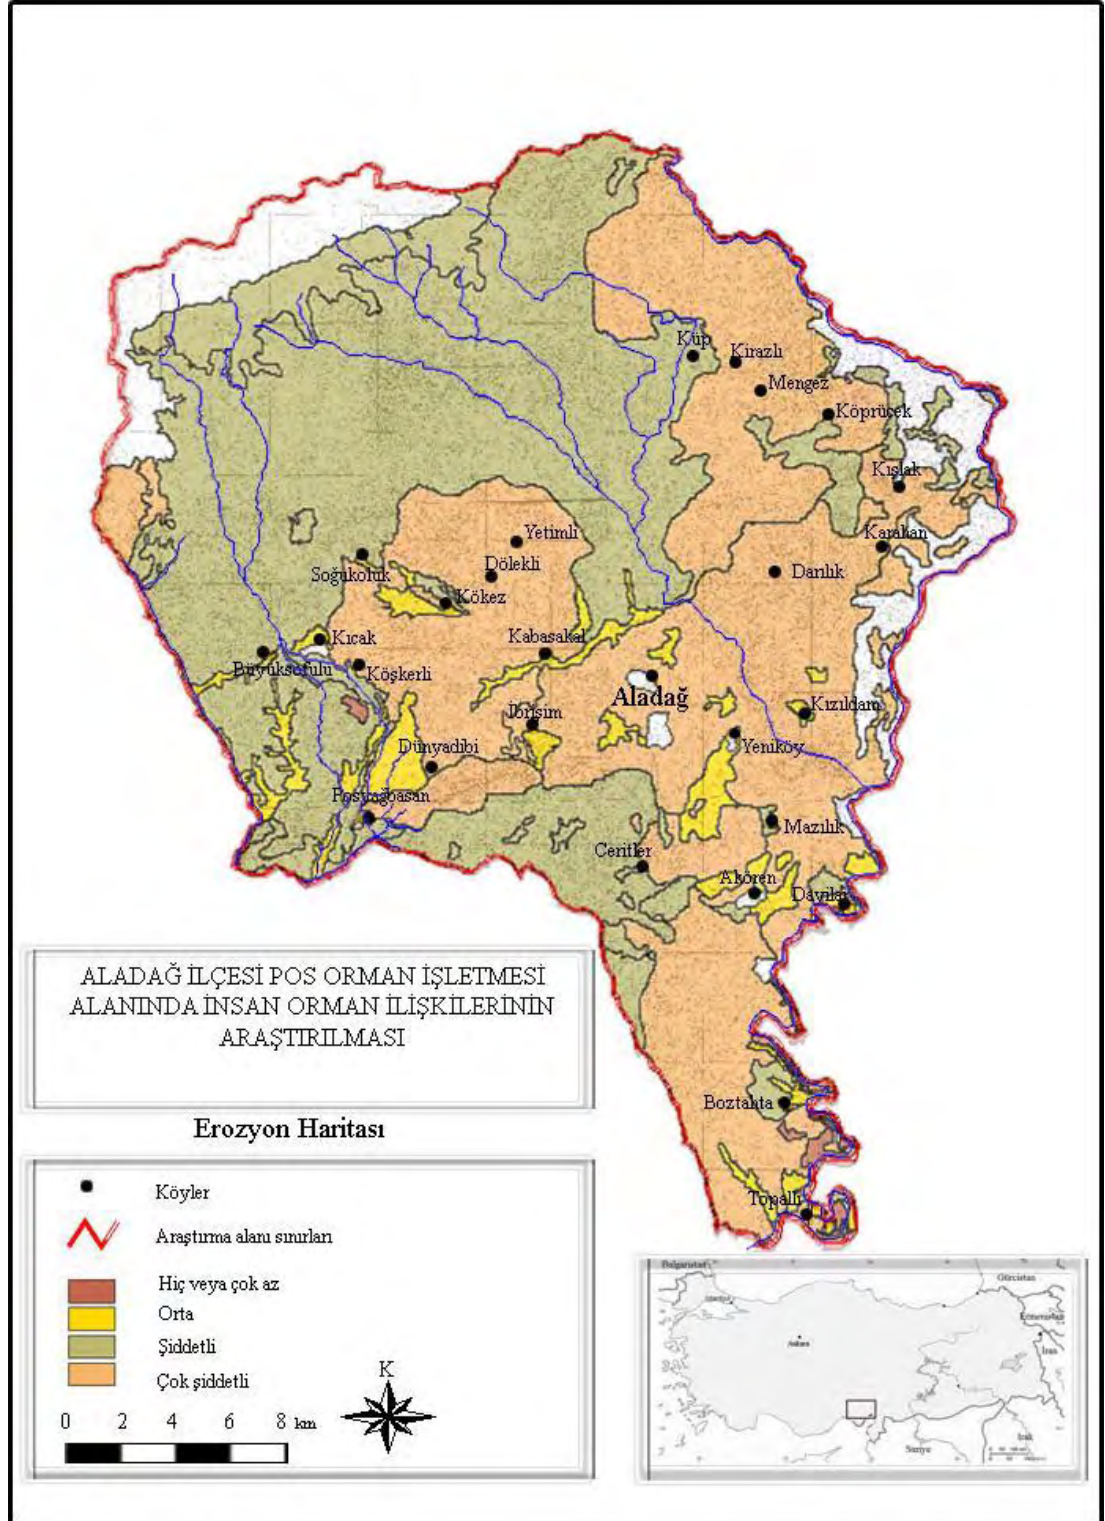 Küp
Kirazlı
Mengez
Köprücek
Kışlak
Karahan
Yetimli
Dölekli
Soğukoluk
Darılık
Kökez
Kıcak
Kabasakal
Büyüksofulu
Köşkerli
Aladağ
İbrişim
Kızıldam
Dünyadibi
Yeniköy
Posyağbasan
Mazılık
Ceritler
Akören
Dayılar
Boztahta
Topallı
ALADAĞ İLÇESİ POS ORMAN İŞLETMESİ
ALANINDA İNSAN ORMAN İLİŞKİLERİNİN
ARAŞTIRILMASI
Erozyon Haritası
Köyler
Araştırma alanı sınırları
Hiç veya çok az
Orta
Şiddetli
Çok şiddetli
K
0 2 4 6 8 km
Bulgaristan
Gürcistan
Ermenistan
Ankara
İran
Irak
Suriye